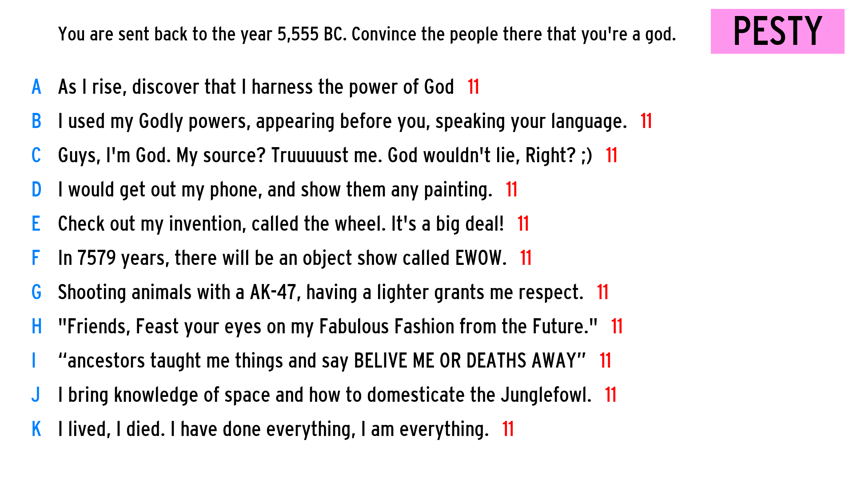 You are sent back to the year 5,555 BC. Convince the people there that you're a god.
PESTY
A As I rise, discover that I harness the power of God 11
B I used my Godly powers, appearing before you, speaking your language. 11
C Guys, I'm God. My source? Truuuuust me. God wouldn't lie, Right? ;) 11
D I would get out my phone, and show them any painting. 11
E Check out my invention, called the wheel. It's a big deal! 11
F In 7579 years, there will be an object show called EWOW. 11
G Shooting animals with a AK-47, having a lighter grants me respect. 11
H "Friends, Feast your eyes on my Fabulous Fashion from the Future." 11
I “ancestors taught me things and say BELIVE ME OR DEATHS AWAY” 11
J I bring knowledge of space and how to domesticate the Junglefowl. 11
K I lived, I died. I have done everything, I am everything. 11